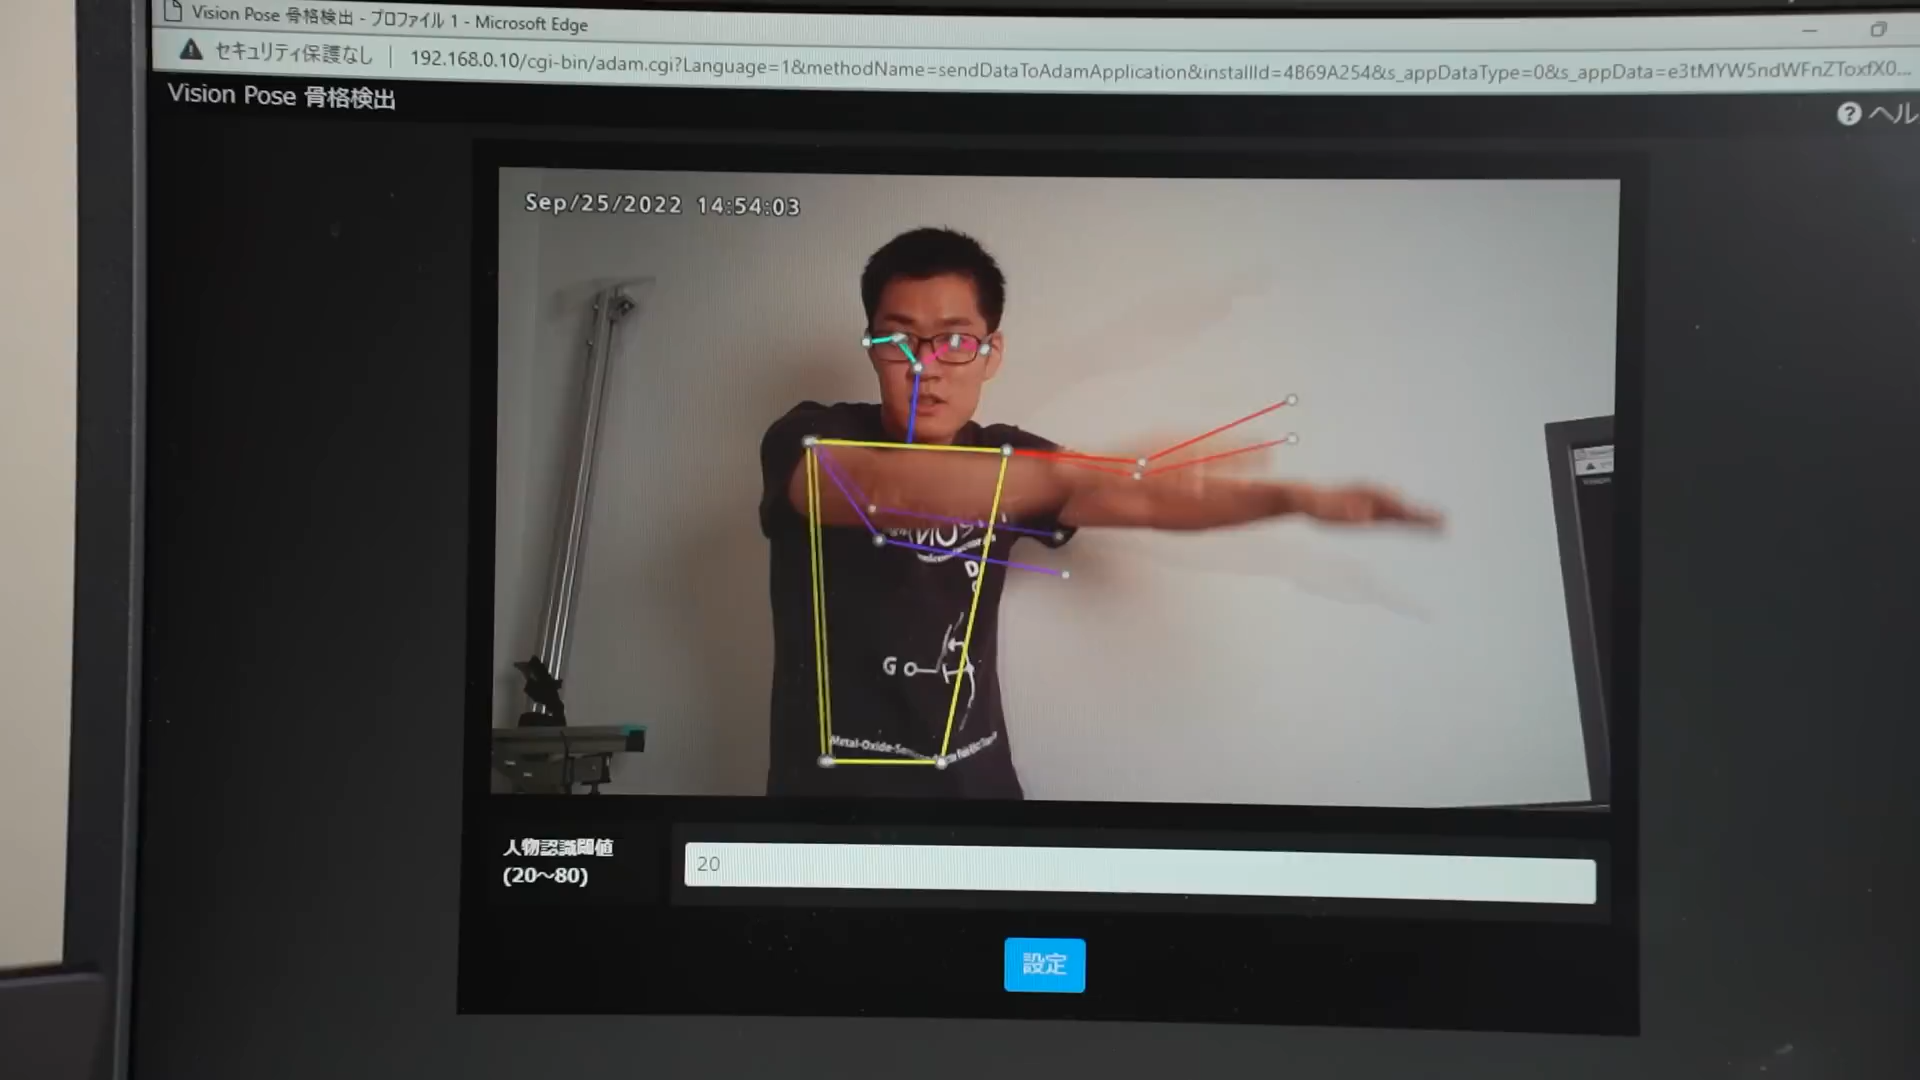 Vision Pose 骨格検出 - プロファイル 1 - Microsoft Edge
セキュリティ保護なし | 192.168.0.10/cgi-bin/adam.cgi?Language=1&methodName=sendDataToAdamApplication&installId=4B69A254&s_appDataType=0&s_appData=e3tMYW5ndWFnZToxfX0...
Vision Pose 骨格検出
? ヘル
Sep/25/2022 14:54:03
G
Metal-Oxide-Se
人物認識閾値
(20～80)
20
設定